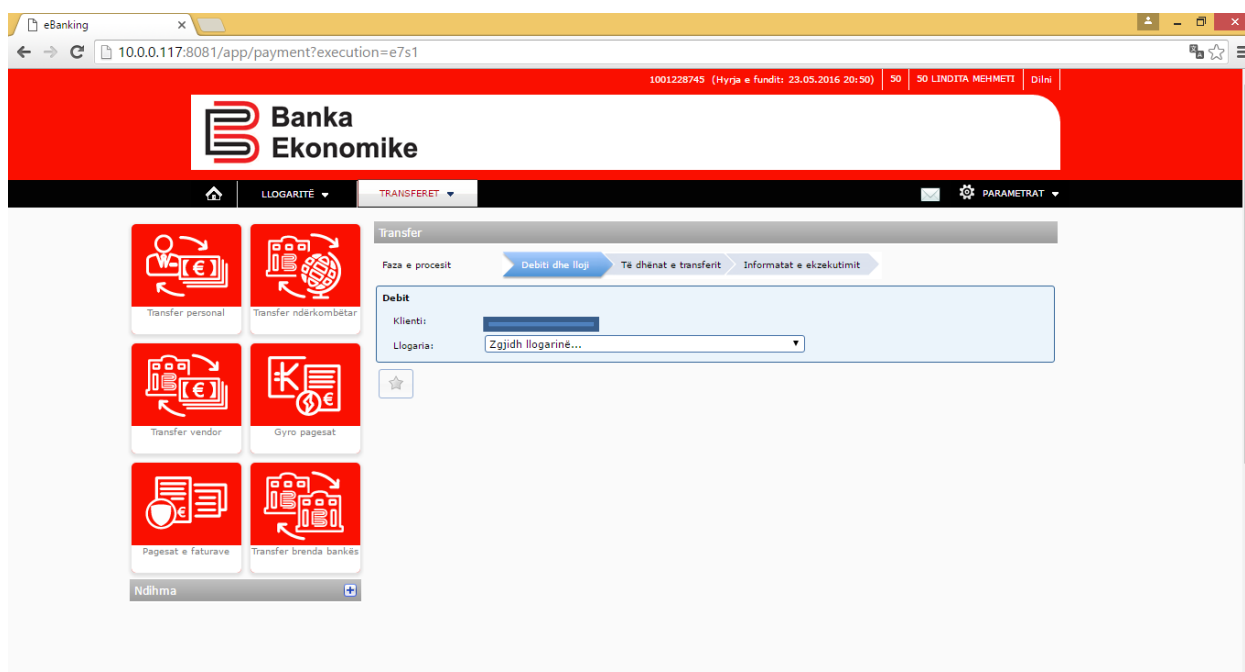 eBanking
10.0.0.117:8081/app/payment?execution=e7s1
1001228745 (Hyrja e fundit: 23.05.2016 20:50) 50 50 LINDITA MEHMETI Dilni
Banka
Ekonomike
LLOGARITË TRANSFERET PARAMETRAT
Transfer
Faza e procesit Debiti dhe lloji Të dhënat e transferit Informatat e ekzekutimit
Debit
Klienti:
Llogaria: Zgjidh llogarinë...
Transfer personal Transfer ndërkombëtar
Transfer vendor Gyro pagesat
Pagesat e faturave Transfer brenda bankës
Ndihma